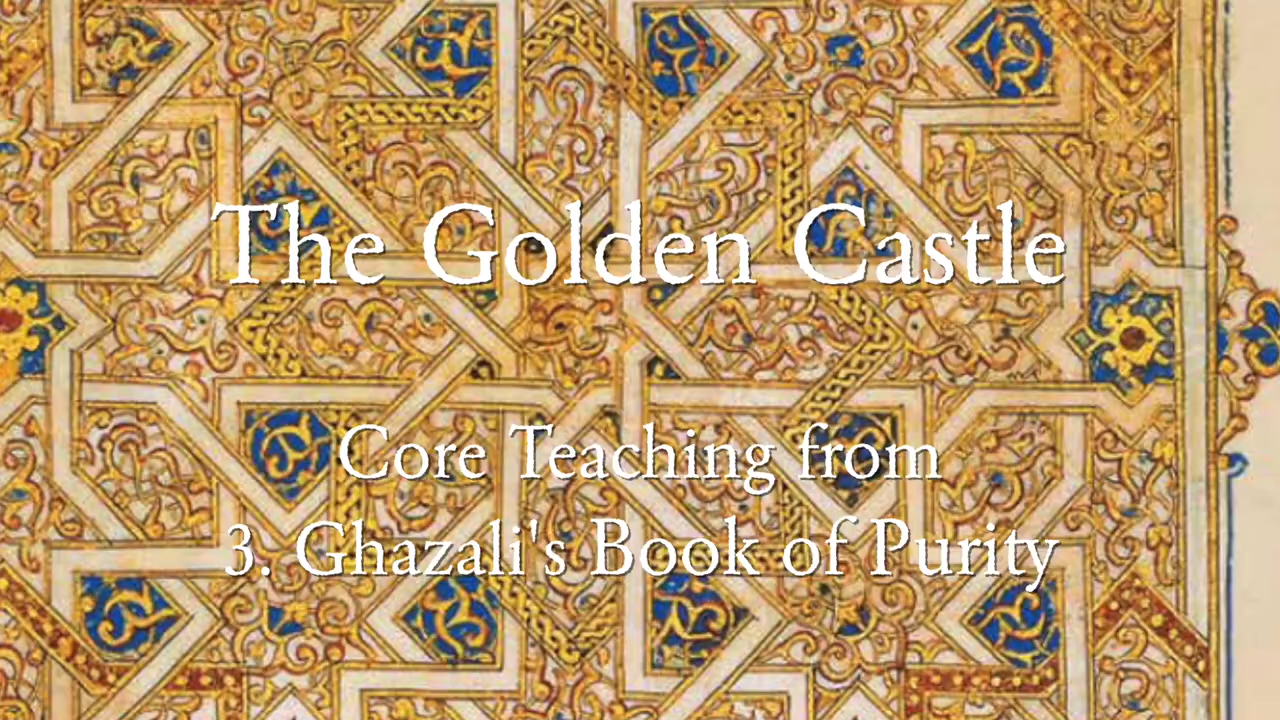 The Golden Castle
Core Teaching from
3. Ghazali's Book of Purity